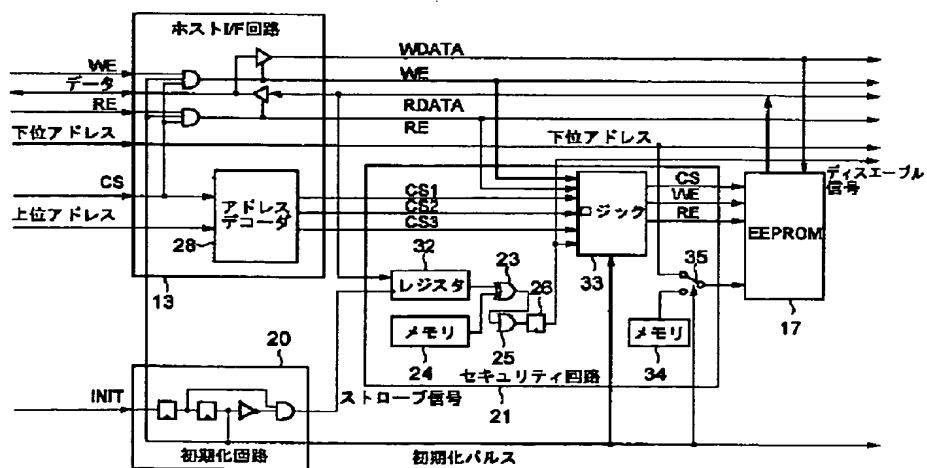 ホストI/F回路
WE
データ
RE
下位アドレス
CS
上位アドレス
アドレス
デコーダ
28
13
WDATA
WE
RDATA
RE
下位アドレス
CS1
CS2
CS3
32
レジスタ
23
26
メモリ
24
25
ロジック
33
CS
WE
RE
ディスエーブル
信号
EEPROM
17
35
メモリ
34
セキュリティ回路
21
20
INIT
ストローブ信号
初期化回路
初期化パルス